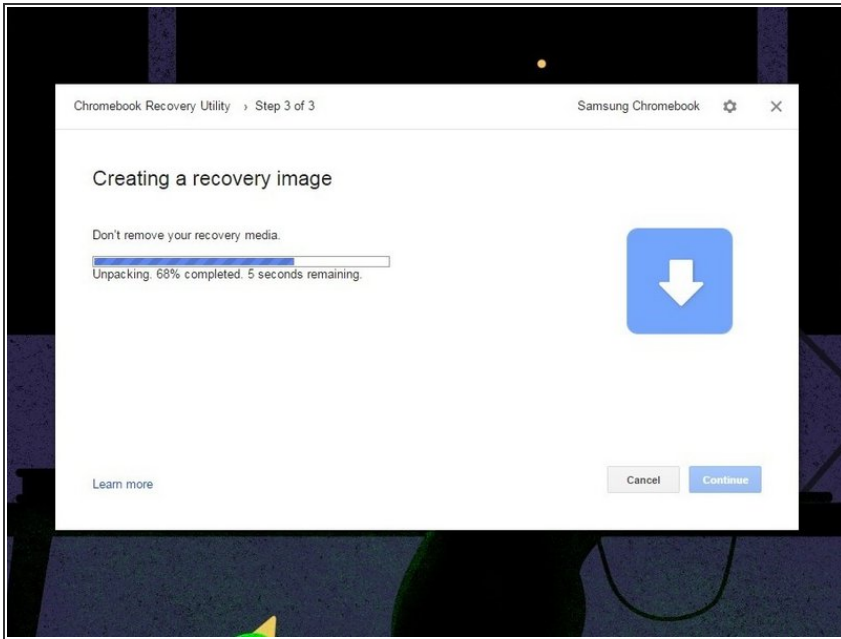 Chromebook Recovery Utility › Step 3 of 3 Samsung Chromebook
Creating a recovery image
Don't remove your recovery media.
Unpacking. 68% completed. 5 seconds remaining.
Learn more Cancel Continue